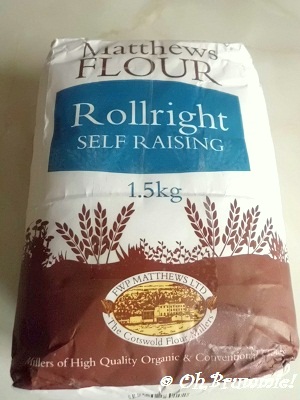 Matthews
FLOUR
Rollright
SELF RAISING
1.5kg
FWP MATTHEWS LTD
The Cotswold Flour Millers
Millers of High Quality Organic & Conventional
© Oh, Brimomie!